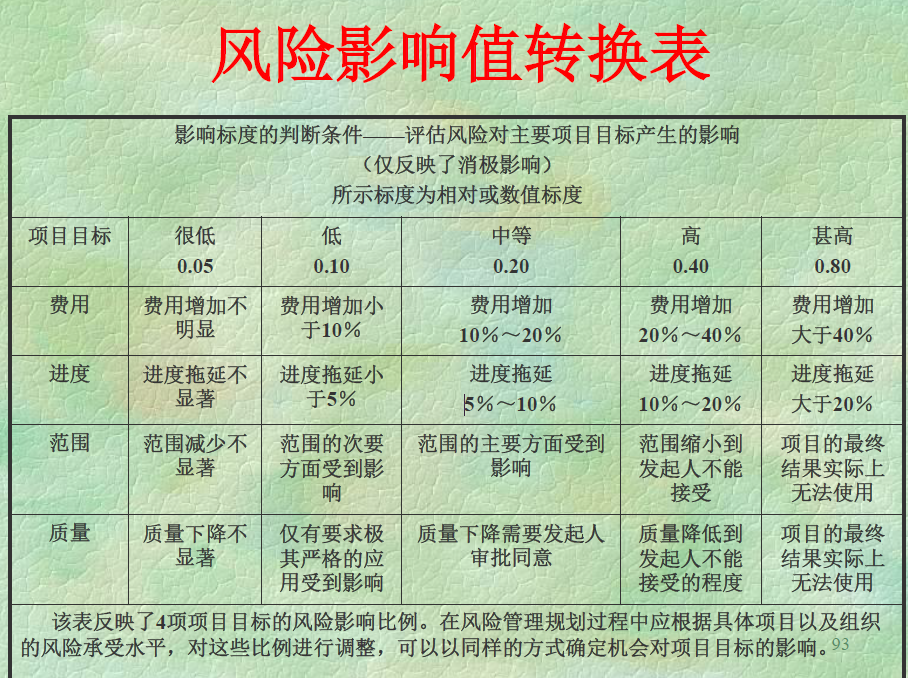 风险影响值转换表
影响标度的判断条件——评估风险对主要项目目标产生的影响
（仅反映了消极影响）
所示标度为相对或数值标度
项目目标
很低
0.05
低
0.10
中等
0.20
高
0.40
甚高
0.80
费用
费用增加不
明显
费用增加小
于10%
费用增加
10%～20%
费用增加
20%～40%
费用增加
大于40%
进度
进度拖延不
显著
进度拖延小
于5%
进度拖延
5%～10%
进度拖延
10%～20%
进度拖延
大于20%
范围
范围减少不
显著
范围的次要
方面受到影
响
范围的主要方面受到
影响
范围缩小到
发起人不能
接受
项目的最终
结果实际上
无法使用
质量
质量下降不
显著
仅有要求极
其严格的应
用受到影响
质量下降需要发起人
审批同意
质量降低到
发起人不能
接受的程度
项目的最终
结果实际上
无法使用
该表反映了4项项目目标的风险影响比例。在风险管理规划过程中应根据具体项目以及组织
的风险承受水平，对这些比例进行调整，可以以同样的方式确定机会对项目目标的影响。
93